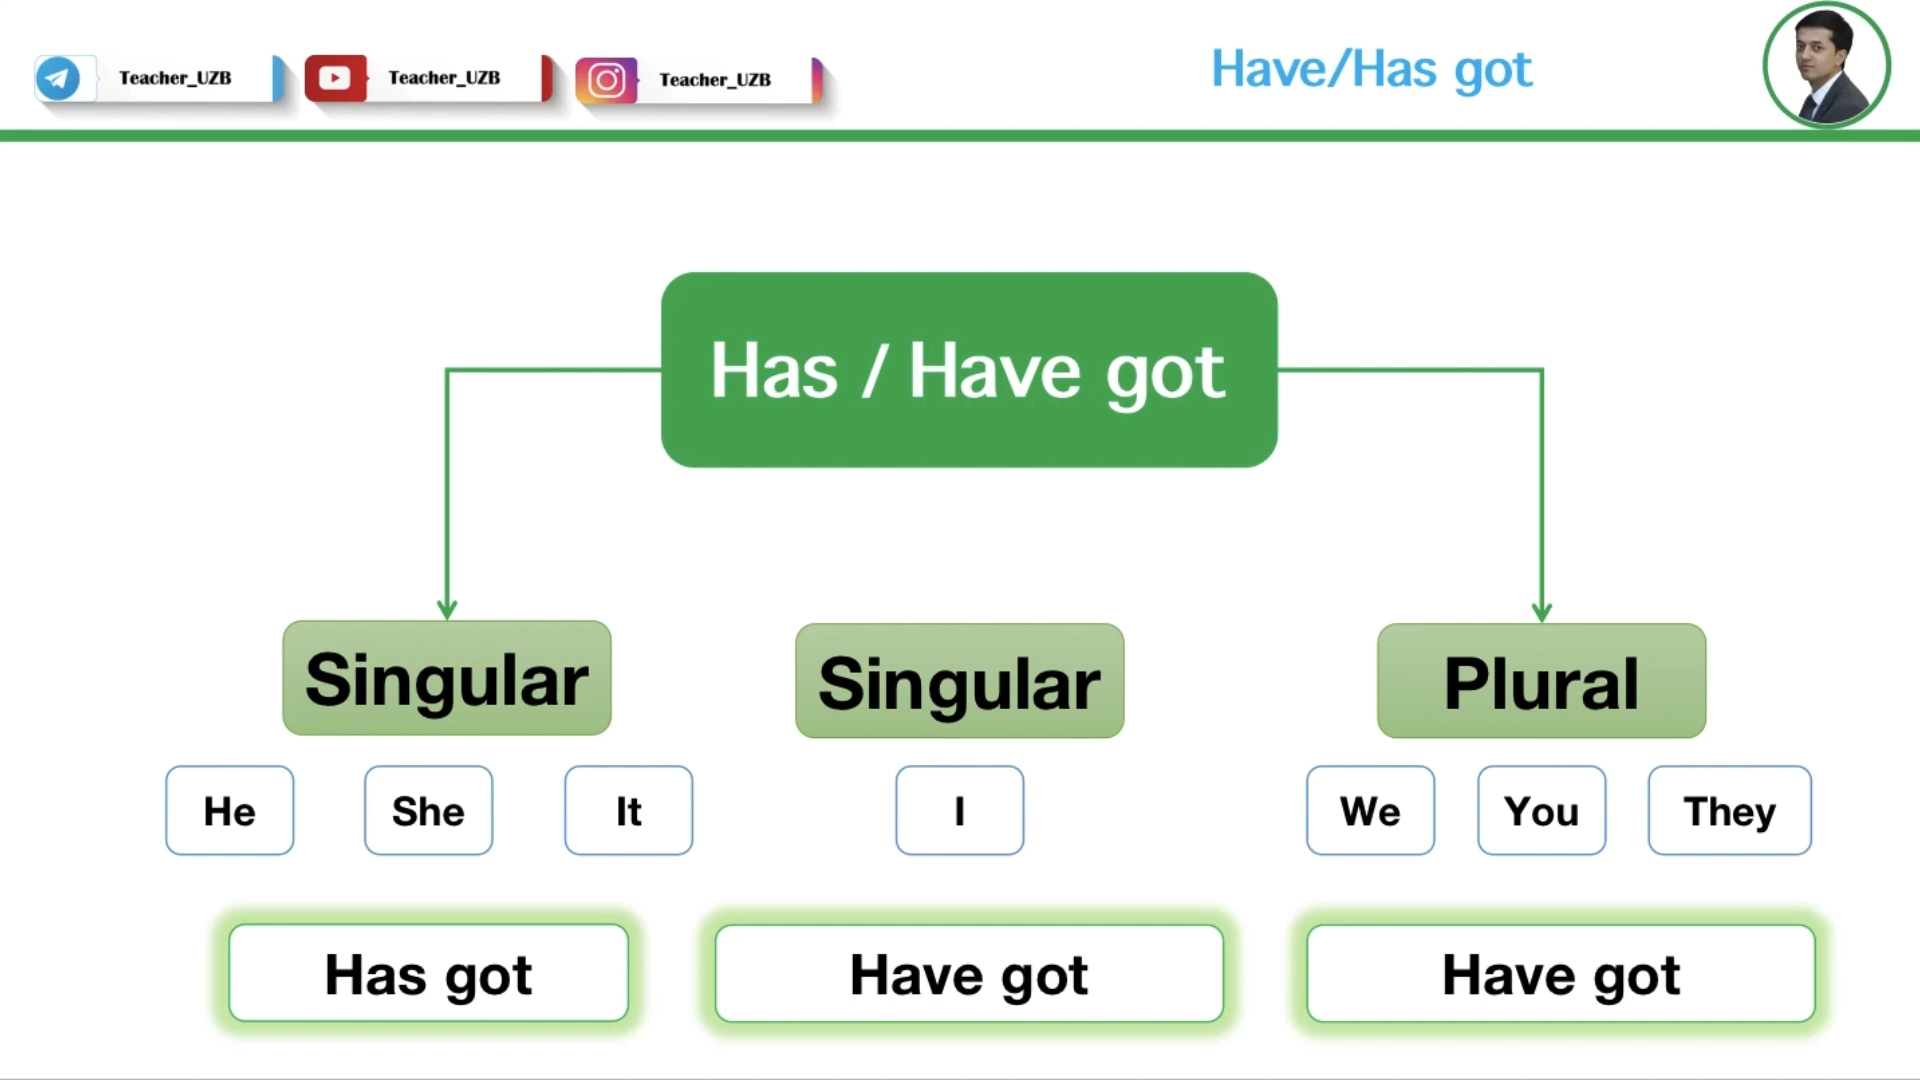 Teacher_UZB
Teacher_UZB
Teacher_UZB
Have/Has got
Has / Have got
Singular
Singular
Plural
He
She
It
I
We
You
They
Has got
Have got
Have got